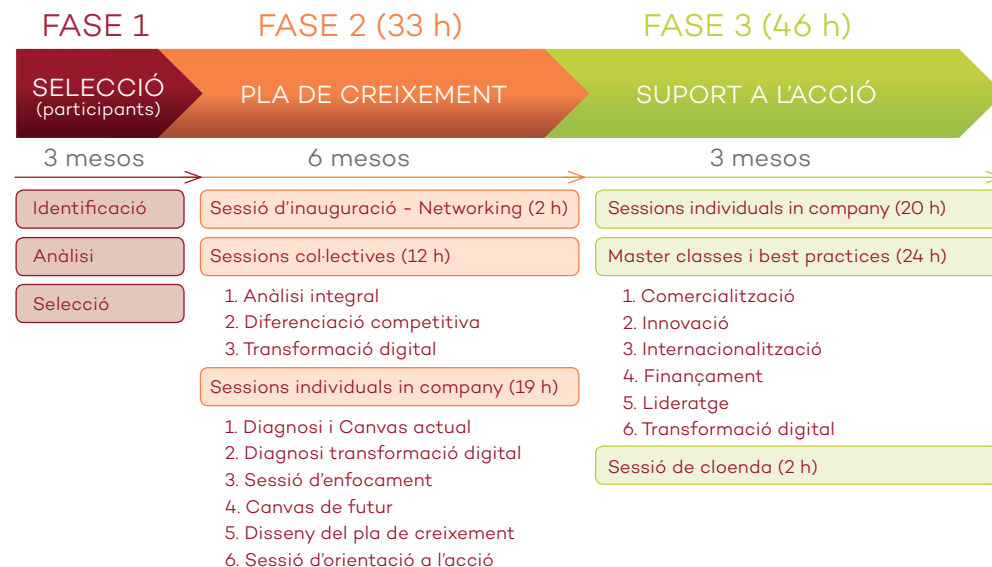 FASE 1
SELECCIÓ
(participants)
3 mesos
Identificació
Anàlisi
Selecció
FASE 2 (33 h)
PLA DE CREIXEMENT
6 mesos
Sessió d'inauguració - Networking (2 h)
Sessions col·lectives (12 h)
1. Anàlisi integral
2. Diferenciació competitiva
3. Transformació digital
Sessions individuals in company (19 h)
1. Diagnosi i Canvas actual
2. Diagnosi transformació digital
3. Sessió d'enfocament
4. Canvas de futur
5. Disseny del pla de creixement
6. Sessió d'orientació a l'acció
FASE 3 (46 h)
SUPORT A L'ACCIÓ
3 mesos
Sessions individuals in company (20 h)
Master classes i best practices (24 h)
1. Comercialització
2. Innovació
3. Internacionalització
4. Finançament
5. Lideratge
6. Transformació digital
Sessió de cloenda (2 h)